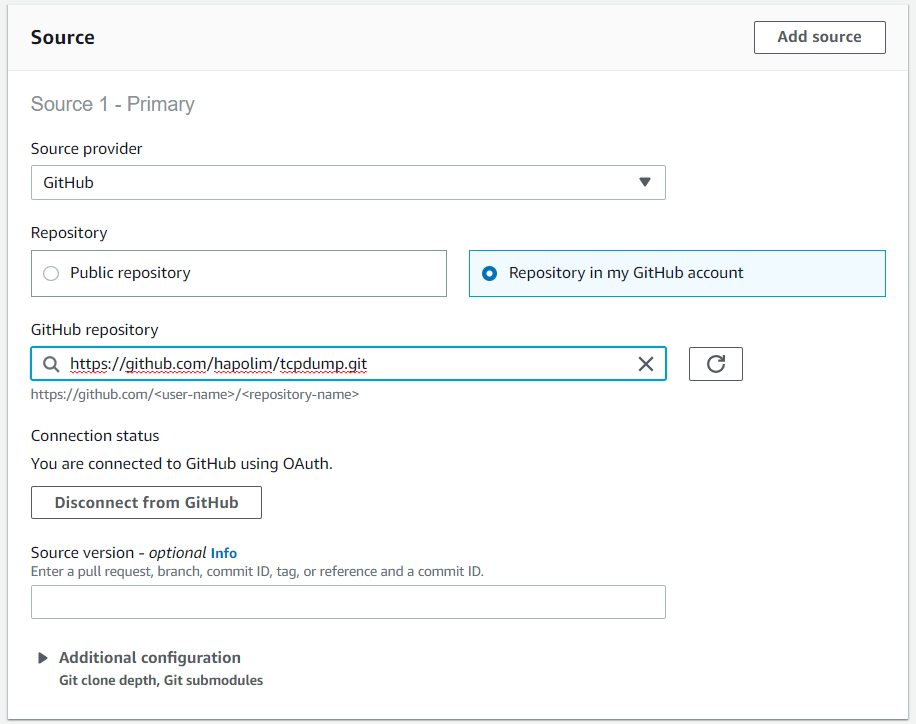 Source
Add source
Source 1 - Primary
Source provider
GitHub
Repository
Public repository
Repository in my GitHub account
GitHub repository
https://github.com/hapolim/tcpdump.git
https://github.com/<user-name>/<repository-name>
Connection status
You are connected to GitHub using OAuth.
Disconnect from GitHub
Source version - optional Info
Enter a pull request, branch, commit ID, tag, or reference and a commit ID.
Additional configuration
Git clone depth, Git submodules